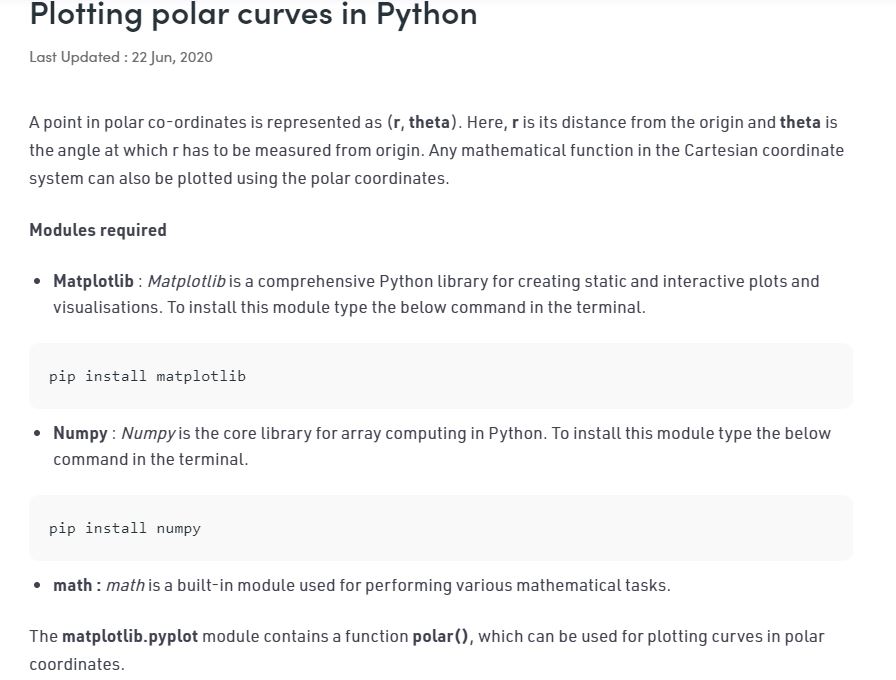 Plotting polar curves in Python
Last Updated : 22 Jun, 2020
A point in polar co-ordinates is represented as (r, theta). Here, r is its distance from the origin and theta is
the angle at which r has to be measured from origin. Any mathematical function in the Cartesian coordinate
system can also be plotted using the polar coordinates.
Modules required
• Matplotlib : Matplotlib is a comprehensive Python library for creating static and interactive plots and
visualisations. To install this module type the below command in the terminal.
pip install matplotlib
• Numpy : Numpy is the core library for array computing in Python. To install this module type the below
command in the terminal.
pip install numpy
• math : math is a built-in module used for performing various mathematical tasks.
The matplotlib.pyplot module contains a function polar(), which can be used for plotting curves in polar
coordinates.